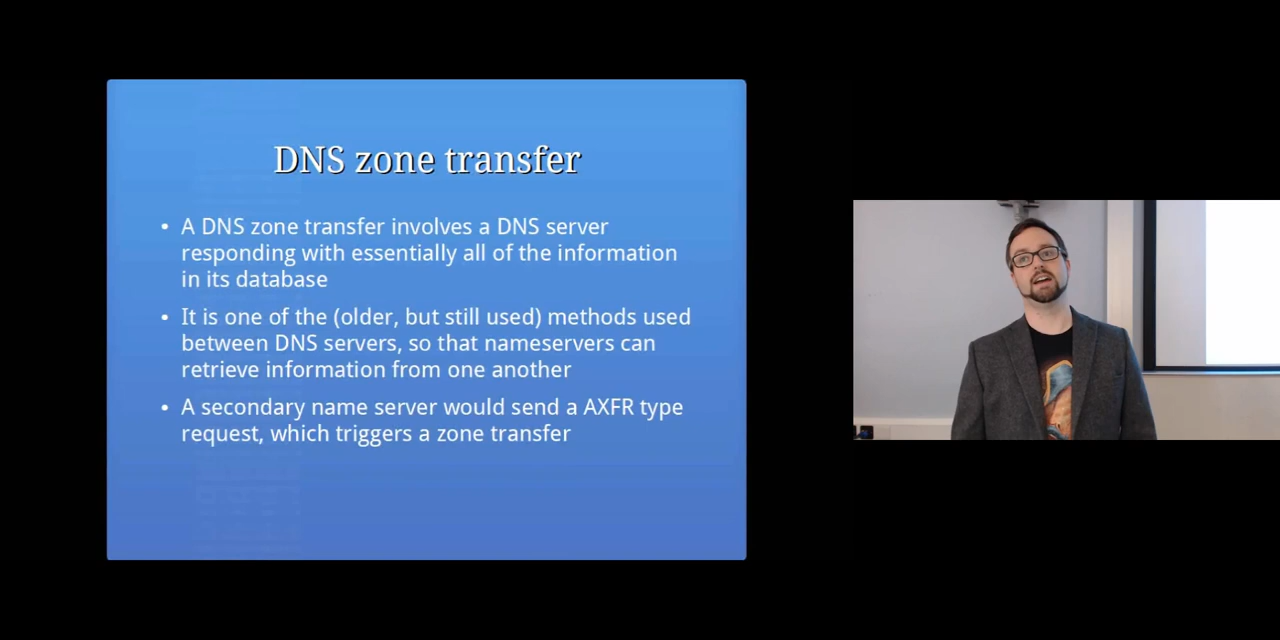 DNS zone transfer
• A DNS zone transfer involves a DNS server
responding with essentially all of the information
in its database
• It is one of the (older, but still used) methods used
between DNS servers, so that nameservers can
retrieve information from one another
• A secondary name server would send a AXFR type
request, which triggers a zone transfer